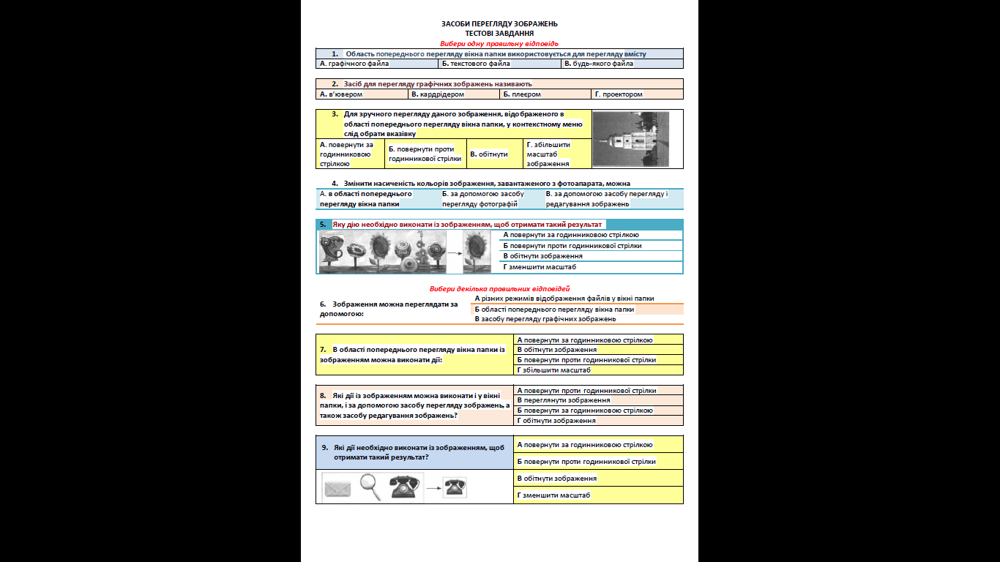 ЗАСОБИ ПЕРЕГЛЯДУ ЗОБРАЖЕНЬ
ТЕСТОВІ ЗАВДАННЯ
Вибери одну правильну відповідь
1. Область попереднього перегляду вікна папки використовується для перегляду вмісту
А. графічного файла
Б. текстового файла
В. будь-якого файла
2. Засіб для перегляду графічних зображень називають
А. в'ювером
В. кардрідером
Б. плеєром
Г. проектором
3. Для зручного перегляду даного зображення, відображеного в
області попереднього перегляду вікна папки, у контекстному меню
слід обрати вказівку
А. повернути за
годинниковою
стрілкою
Б. повернути проти
годинникової стрілки
В. обітнути
Г. збільшити
масштаб
зображення
4. Змінити насиченість кольорів зображення, завантаженого з фотоапарата, можна
А. в області попереднього
перегляду вікна папки
Б. за допомогою засобу
перегляду фотографій
В. за допомогою засобу перегляду і
редагування зображень
5. Яку дію необхідно виконати із зображенням, щоб отримати такий результат
А повернути за годинниковою стрілкою
Б повернути проти годинникової стрілки
В обітнути зображення
Г зменшити масштаб
Вибери декілька правильних відповідей
6. Зображення можна переглядати за
допомогою:
А різних режимів відображення файлів у вікні папки
Б області попереднього перегляду вікна папки
В засобу перегляду графічних зображень
7. В області попереднього перегляду вікна папки із
зображенням можна виконати дії:
А повернути за годинниковою стрілкою
В обітнути зображення
Б повернути проти годинникової стрілки
Г збільшити масштаб
8. Які дії із зображенням можна виконати і у вікні
папки, і за допомогою засобу перегляду зображень, а
також засобу редагування зображень?
А повернути проти годинникової стрілки
В переглянути зображення
Б повернути за годинниковою стрілкою
Г обітнути зображення
9. Які дії необхідно виконати із зображенням, щоб
отримати такий результат?
А повернути за годинниковою стрілкою
Б повернути проти годинникової стрілки
В обітнути зображення
Г зменшити масштаб